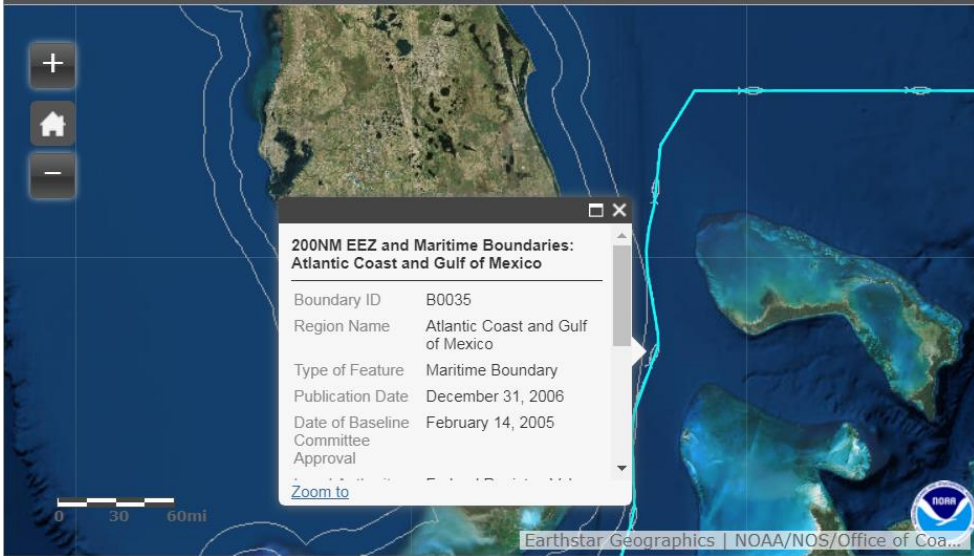 +
−
200NM EEZ and Maritime Boundaries:
Atlantic Coast and Gulf of Mexico
Boundary ID B0035
Region Name Atlantic Coast and Gulf
of Mexico
Type of Feature Maritime Boundary
Publication Date December 31, 2006
Date of Baseline February 14, 2005
Committee
Approval
Zoom to
0 30 60mi
NOAA
Earthstar Geographics | NOAA/NOS/Office of Coa...